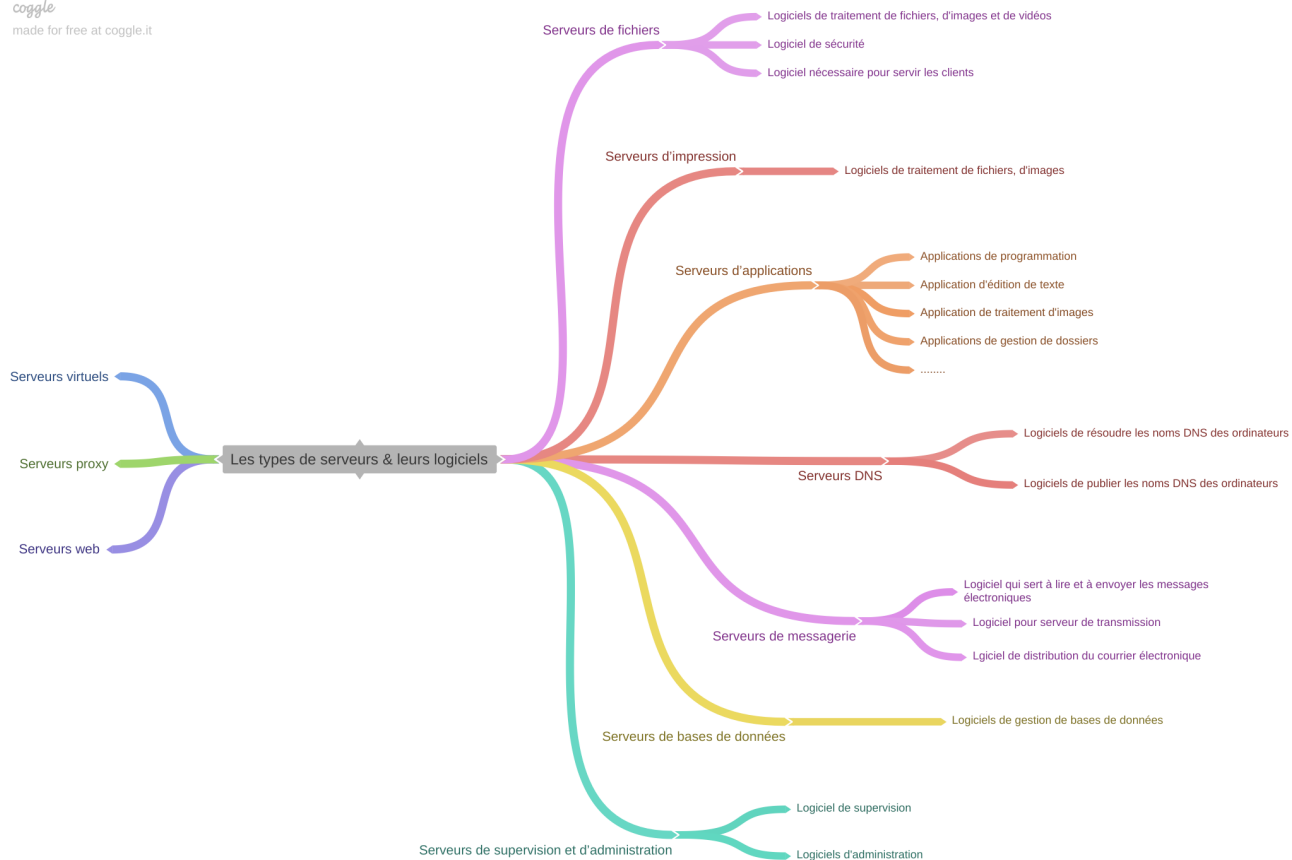 coggle
made for free at coggle.it
Serveurs de fichiers
Logiciels de traitement de fichiers, d'images et de vidéos
Logiciel de sécurité
Logiciel nécessaire pour servir les clients
Serveurs d’impression
Logiciels de traitement de fichiers, d'images
Serveurs d’applications
Applications de programmation
Application d'édition de texte
Application de traitement d'images
Applications de gestion de dossiers
........
Serveurs virtuels
Serveurs proxy
Serveurs web
Les types de serveurs & leurs logiciels
Serveurs DNS
Logiciels de résoudre les noms DNS des ordinateurs
Logiciels de publier les noms DNS des ordinateurs
Serveurs de messagerie
Logiciel qui sert à lire et à envoyer les messages
électroniques
Logiciel pour serveur de transmission
Lgiciel de distribution du courrier électronique
Serveurs de bases de données
Logiciels de gestion de bases de données
Serveurs de supervision et d’administration
Logiciel de supervision
Logiciels d'administration